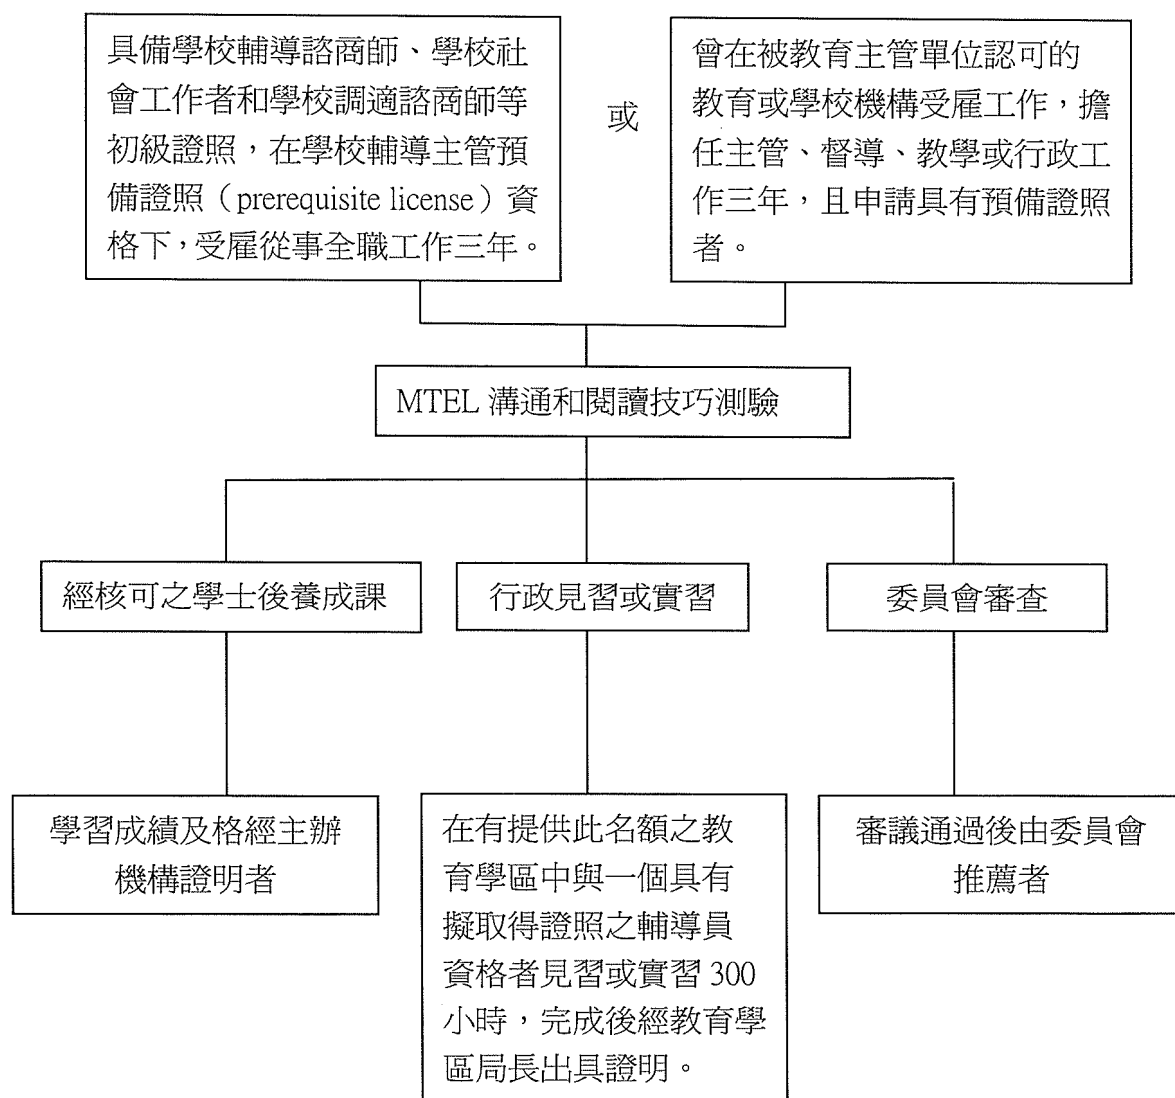 具備學校輔導諮商師、學校社
會工作者和學校調適諮商師等
初級證照，在學校輔導主管預
備證照（prerequisite license）資
格下，受雇從事全職工作三年。
或
曾在被教育主管單位認可的
教育或學校機構受雇工作，擔
任主管、督導、教學或行政工
作三年，且申請具有預備證照
者。
MTEL 溝通和閱讀技巧測驗
經核可之學士後養成課
行政見習或實習
委員會審查
學習成績及格經主辦
機構證明者
在有提供此名額之教
育學區中與一個具有
擬取得證照之輔導員
資格者見習或實習 300
小時，完成後經教育學
區局長出具證明。
審議通過後由委員會
推薦者